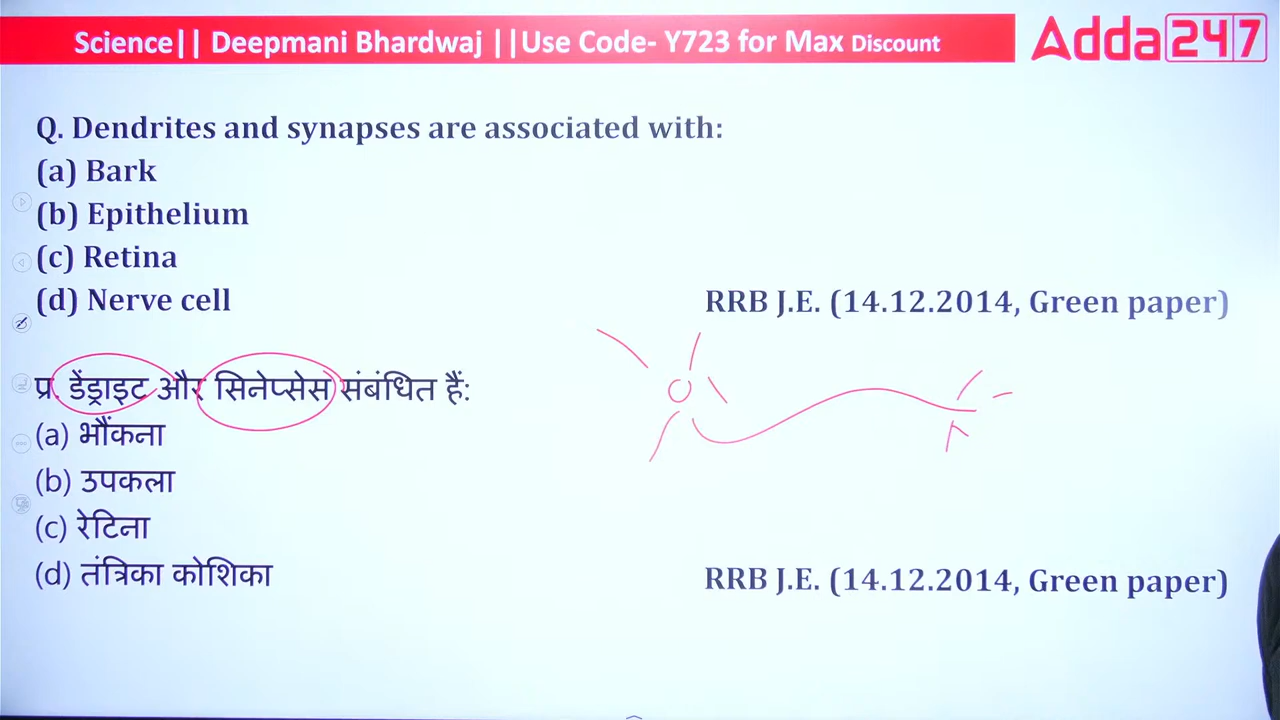 Science|| Deepmani Bhardwaj ||Use Code- Y723 for Max Discount
Adda247
Q. Dendrites and synapses are associated with:
(a) Bark
(b) Epithelium
(c) Retina
(d) Nerve cell
RRB J.E. (14.12.2014, Green paper)
प्र. डेंड्राइट और सिनेप्सेस संबंधित हैं:
(a) भौंकना
(b) उपकला
(c) रेटिना
(d) तंत्रिका कोशिका
RRB J.E. (14.12.2014, Green paper)